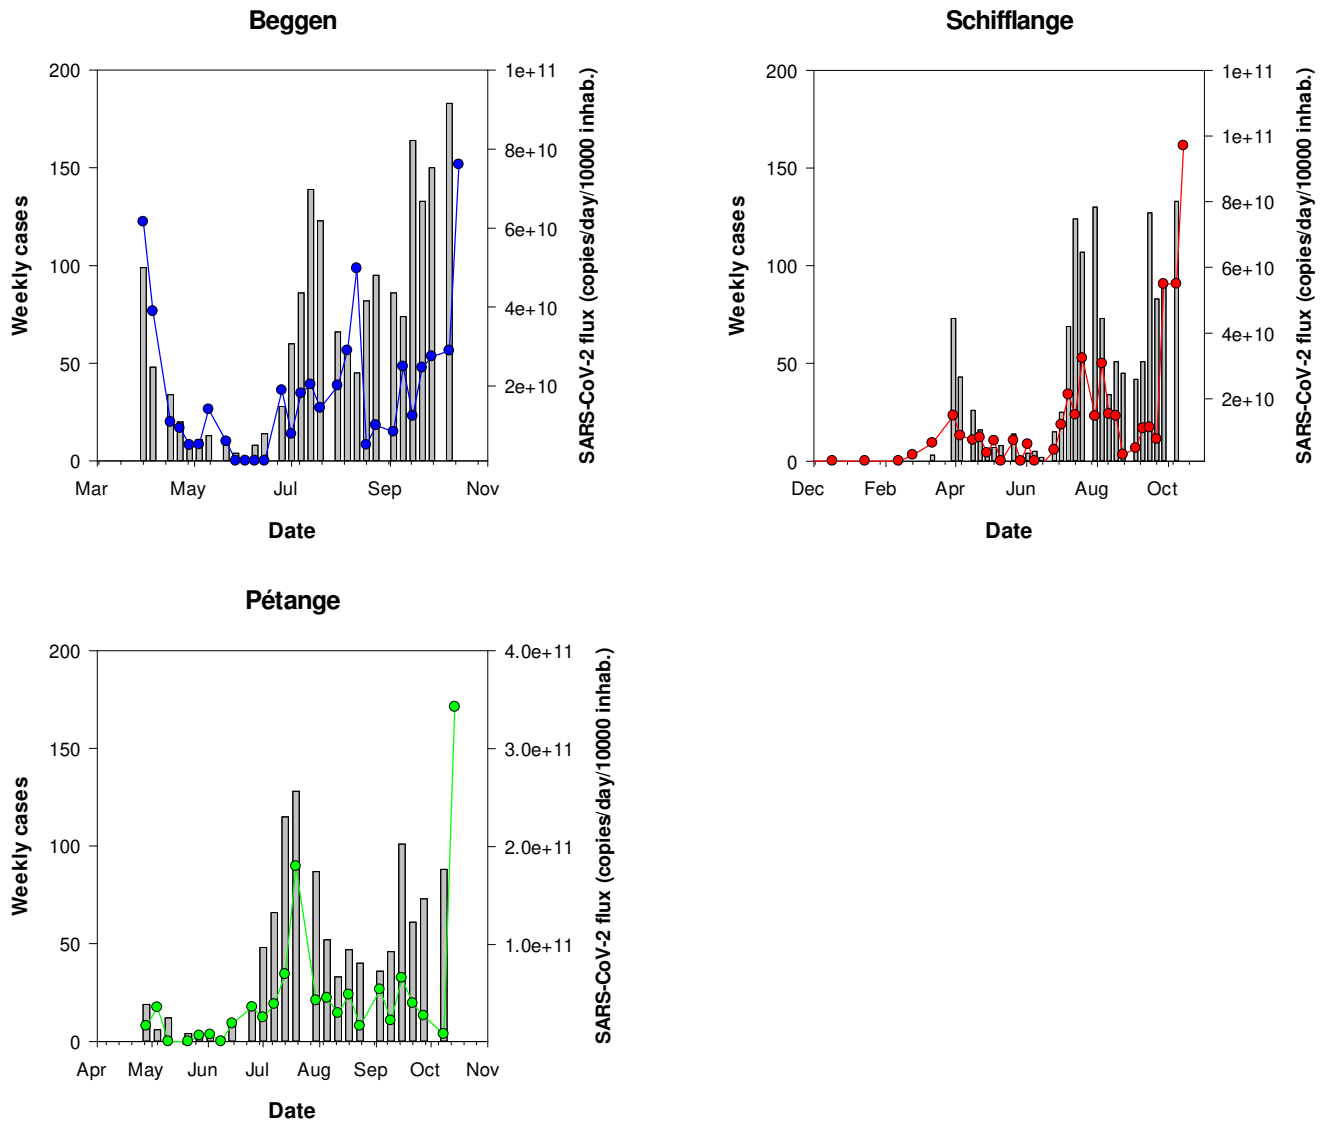 Beggen
200
150
100
50
0
Weekly cases
1e+11
8e+10
6e+10
4e+10
2e+10
SARS-CoV-2 flux (copies/day/10000 inhab.)
Mar May Jul Sep Nov
Date
Schifflange
200
150
100
50
0
Weekly cases
1e+11
1e+11
8e+10
6e+10
4e+10
2e+10
SARS-CoV-2 flux (copies/day/10000 inhab.)
Dec Feb Apr Jun Aug Oct
Date
Pétange
200
150
100
50
0
Weekly cases
4.0e+11
3.0e+11
2.0e+11
1.0e+11
SARS-CoV-2 flux (copies/day/10000 inhab.)
Apr May Jun Jul Aug Sep Oct Nov
Date